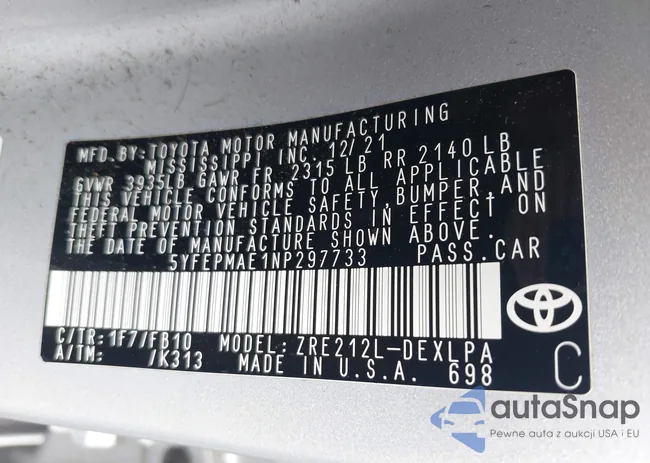 MFD. BY: TOYOTA MOTOR MANUFACTURING
MISSISSIPPI INC. 12/21
GVWR 3935LB GAWR FR 2315 LB RR 2140 LB
THIS VEHICLE CONFORMS TO ALL APPLICABLE
FEDERAL MOTOR VEHICLE SAFETY, BUMPER, AND
THEFT PREVENTION STANDARDS IN EFFECT ON
THE DATE OF MANUFACTURE SHOWN ABOVE.
5YFEPMAE1NP297733 PASS.CAR
C/TR: 1F7/FB10 MODEL: ZRE212L-DEXLPA
A/TM: /K313 MADE IN U.S.A. 698 C
autaSnap
Pewne auta z aukcji USA i EU